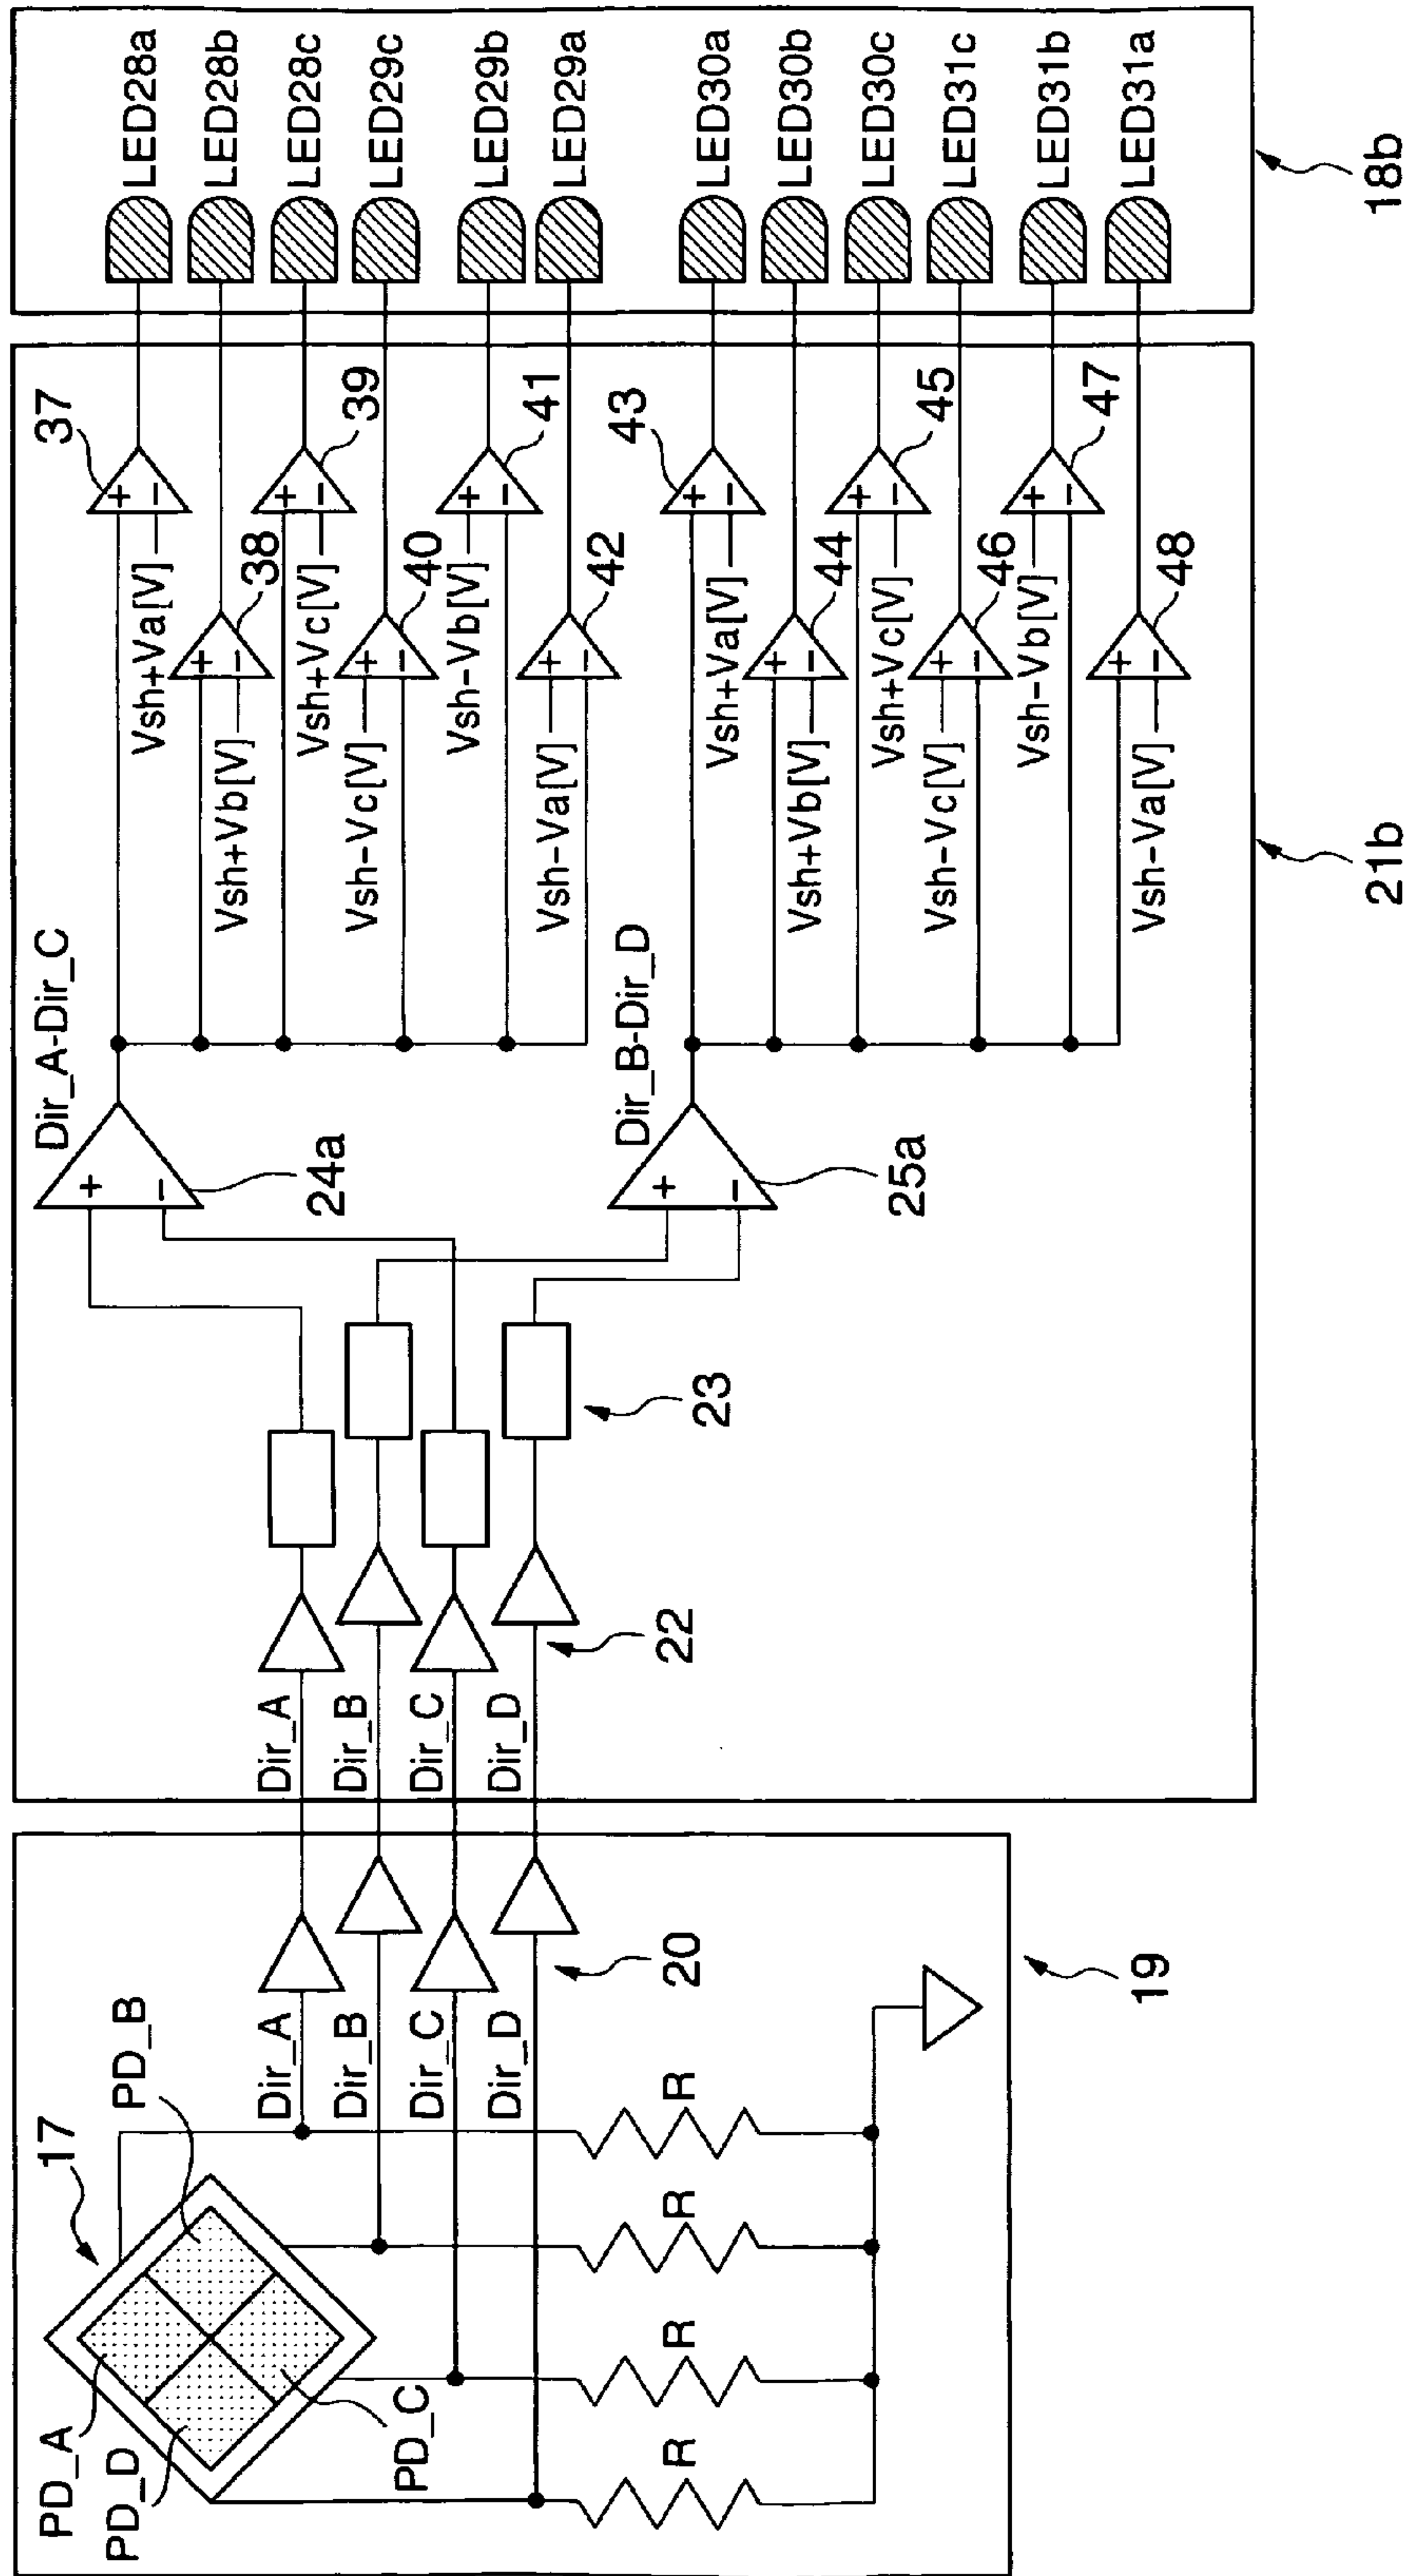 17
PD_A
PD_B
PD_C
PD_D
R
R
R
R
Dir_A
Dir_B
Dir_C
Dir_D
20
19
Dir_A
Dir_B
Dir_C
Dir_D
22
23
Dir_A-Dir_C
+
−
24a
Dir_B-Dir_D
+
−
25a
37
+
−
Vsh+Va[V]
38
+
−
Vsh+Vb[V]
39
+
−
Vsh+Vc[V]
40
+
−
Vsh−Vc[V]
41
+
−
Vsh−Vb[V]
42
+
−
Vsh−Va[V]
43
+
−
Vsh+Va[V]
44
+
−
Vsh+Vb[V]
45
+
−
Vsh+Vc[V]
46
+
−
Vsh−Vc[V]
47
+
−
Vsh−Vb[V]
48
+
−
Vsh−Va[V]
21b
LED28a
LED28b
LED28c
LED29c
LED29b
LED29a
LED30a
LED30b
LED30c
LED31c
LED31b
LED31a
18b